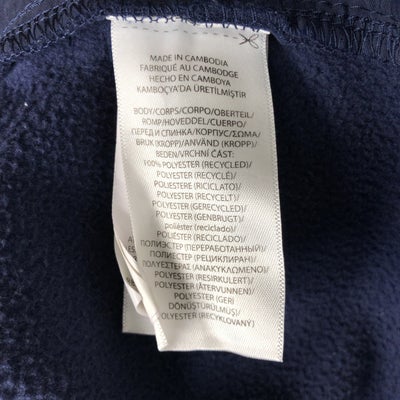 MADE IN CAMBODIA
FABRIQUÉ AU CAMBODGE
HECHO EN CAMBOYA
KAMBOÇYA'DA ÜRETİLMİŞTİR
BODY/CORPS/CORPO/OBERTEIL/
ROMP/HOVEDDEL/CUERPO/
ПЕРЕД И СПИНКА/КОРПУС/ΣΩΜΑ/
BRUK (KROPP)/ANVÄND (KROPP)/
BEDEN/VRCHNÍ ČÁST:
100% POLYESTER (RECYCLED)/
POLYESTER (RECYCLÉ)/
POLIESTERE (RICICLATO)/
POLYESTER (RECYCELT)/
POLYESTER (GERECYCLED)/
POLYESTER (GENBRUGT)/
poliéster (reciclado)/
POLIÉSTER (RECICLADO)/
ПОЛИЭСТЕР (ПЕРЕРАБОТАННЫЙ)/
ПОЛІЕСТЕР (РЕЦИКЛИРАН)/
ΠΟΛΥΕΣΤΕΡΑΣ (ΑΝΑΚΥΚΛΩΜΕΝΟ)/
POLYESTER (RESIRKULERT)/
POLYESTER (ÅTERVUNNEN)/
POLYESTER (GERİ
DÖNÜŞTÜRÜLMÜŞ)/
POLYESTER (RECYKLOVANÝ)